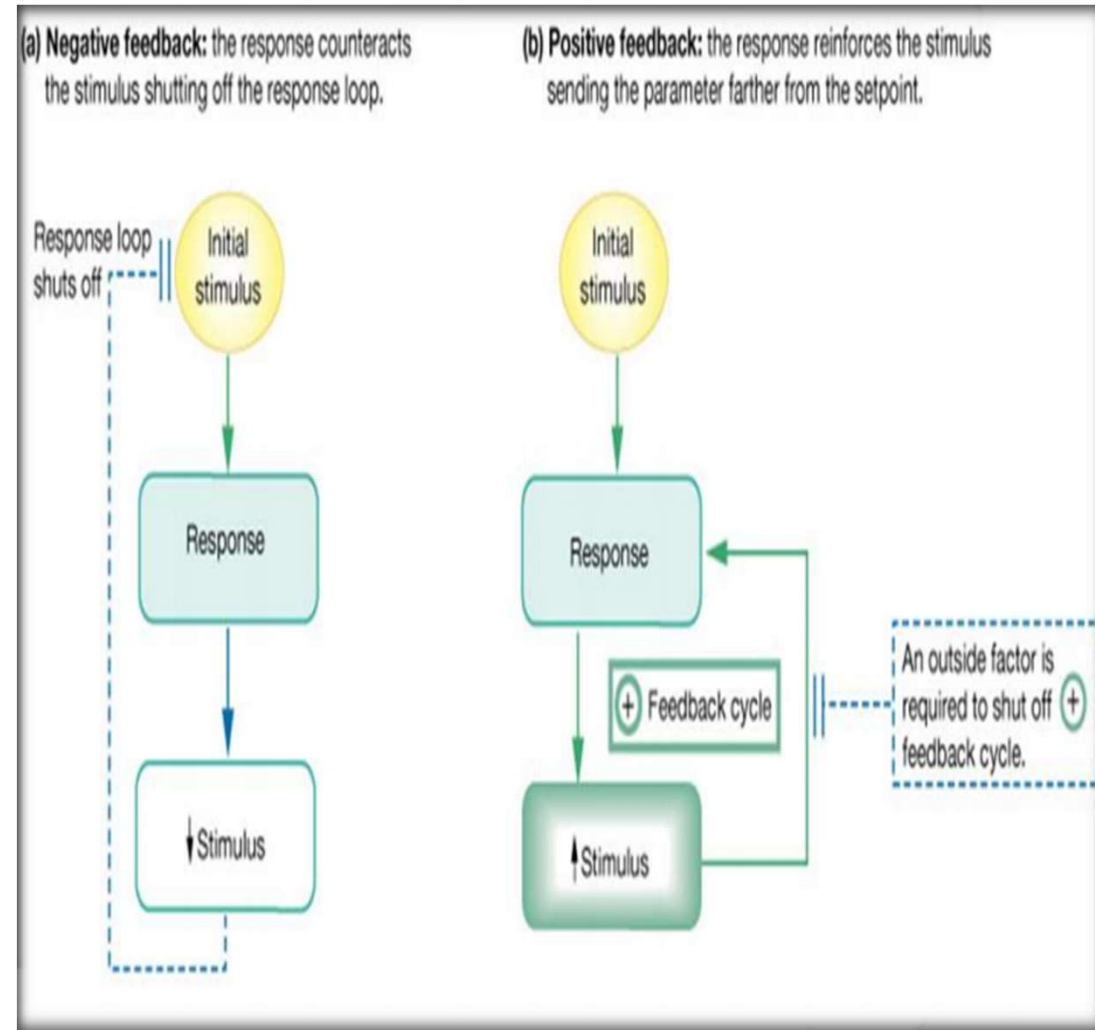 (a) Negative feedback: the response counteracts
the stimulus shutting off the response loop.
Response loop
shuts off
Initial
stimulus
Response
↓Stimulus
(b) Positive feedback: the response reinforces the stimulus
sending the parameter farther from the setpoint.
Initial
stimulus
Response
+ Feedback cycle
↑Stimulus
An outside factor is
required to shut off +
feedback cycle.